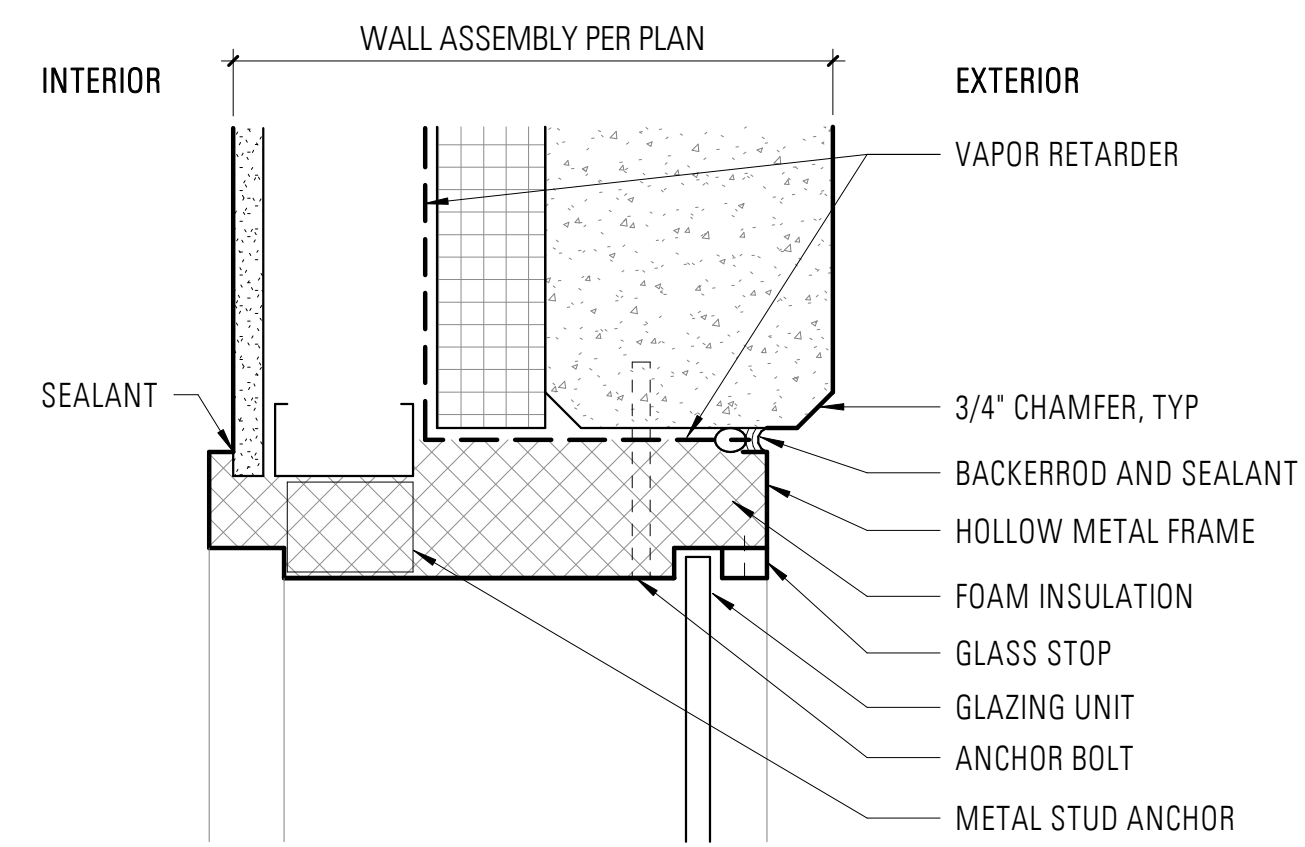 WALL ASSEMBLY PER PLAN
INTERIOR
EXTERIOR
VAPOR RETARDER
SEALANT
3/4" CHAMFER, TYP
BACKERROD AND SEALANT
HOLLOW METAL FRAME
FOAM INSULATION
GLASS STOP
GLAZING UNIT
ANCHOR BOLT
METAL STUD ANCHOR